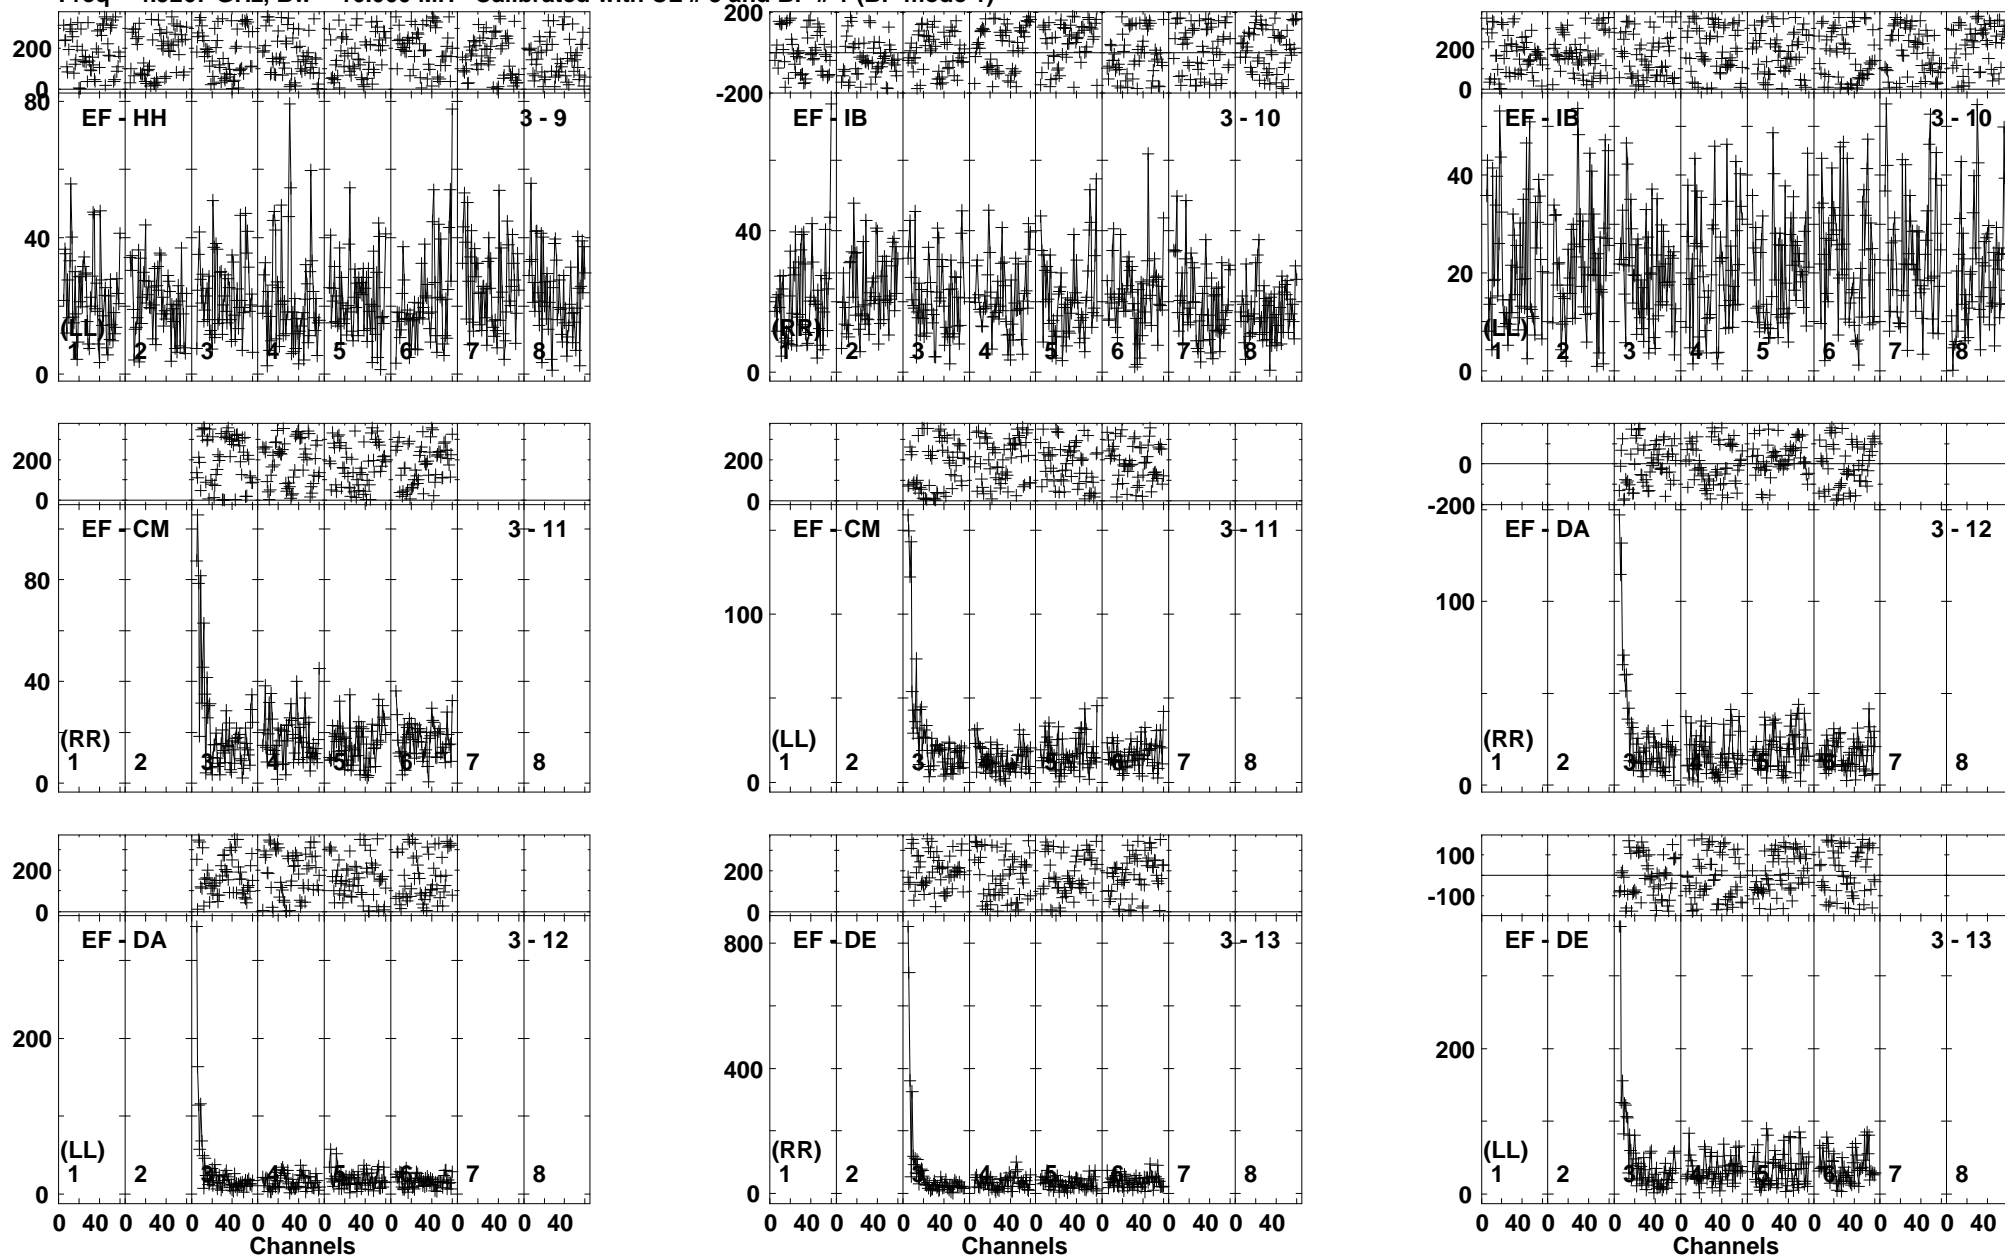 200 0 80 40 0 EF - HH 3 - 9 (LL) 1 2 3 4 5 6 7 8
200 -200 40 0 EF - IB 3 - 10 (RR) 1 2 3 4 5 6 7 8
200 0 40 20 0 EF - IB 3 - 10 (LL) 1 2 3 4 5 6 7 8
200 0 80 40 0 EF - CM 3 - 11 (RR) 1 2 3 4 5 6 7 8
200 0 100 0 EF - CM 3 - 11 (LL) 1 2 3 4 5 6 7 8
0 -200 100 0 EF - DA 3 - 12 (RR) 1 2 3 4 5 6 7 8
200 0 200 0 EF - DA 3 - 12 (LL) 1 2 3 4 5 6 7 8
200 0 800 400 0 EF - DE 3 - 13 (RR) 1 2 3 4 5 6 7 8
100 -100 200 0 EF - DE 3 - 13 (LL) 1 2 3 4 5 6 7 8
0 40 0 40 0 40 0 40 0 40 0 40 0 40 0 40
Channels
0 40 0 40 0 40 0 40 0 40 0 40 0 40 0 40
Channels
0 40 0 40 0 40 0 40 0 40 0 40 0 40 0 40
Channels